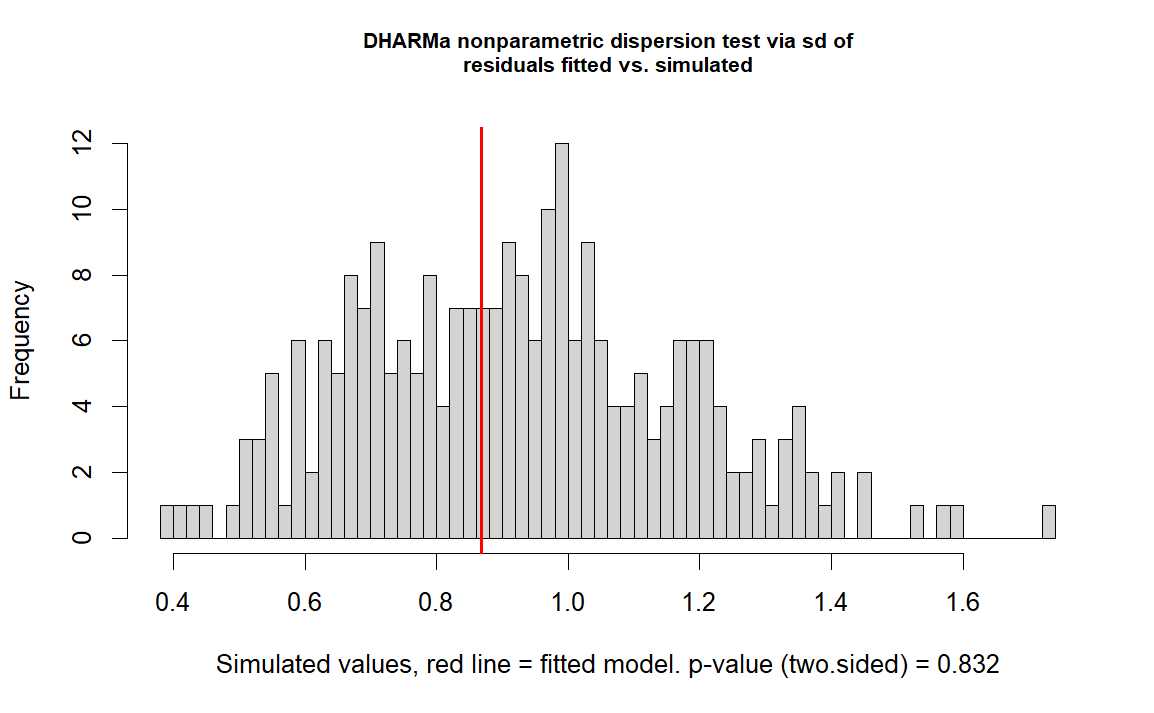 DHARMa nonparametric dispersion test via sd of
residuals fitted vs. simulated
Frequency
12
10
8
6
4
2
0
0.4 0.6 0.8 1.0 1.2 1.4 1.6
Simulated values, red line = fitted model. p-value (two.sided) = 0.832